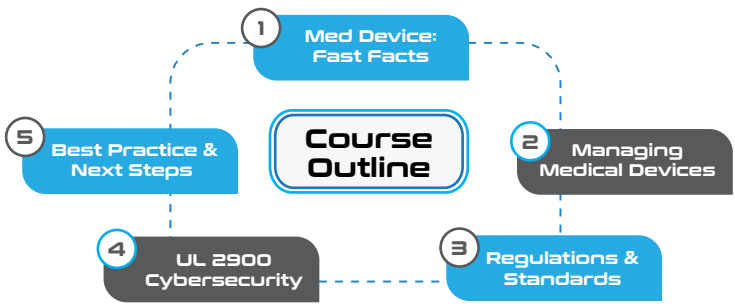 Course
Outline
1
Med Device:
Fast Facts
2
Managing
Medical Devices
3
Regulations &
Standards
4
UL 2900
Cybersecurity
5
Best Practice &
Next Steps